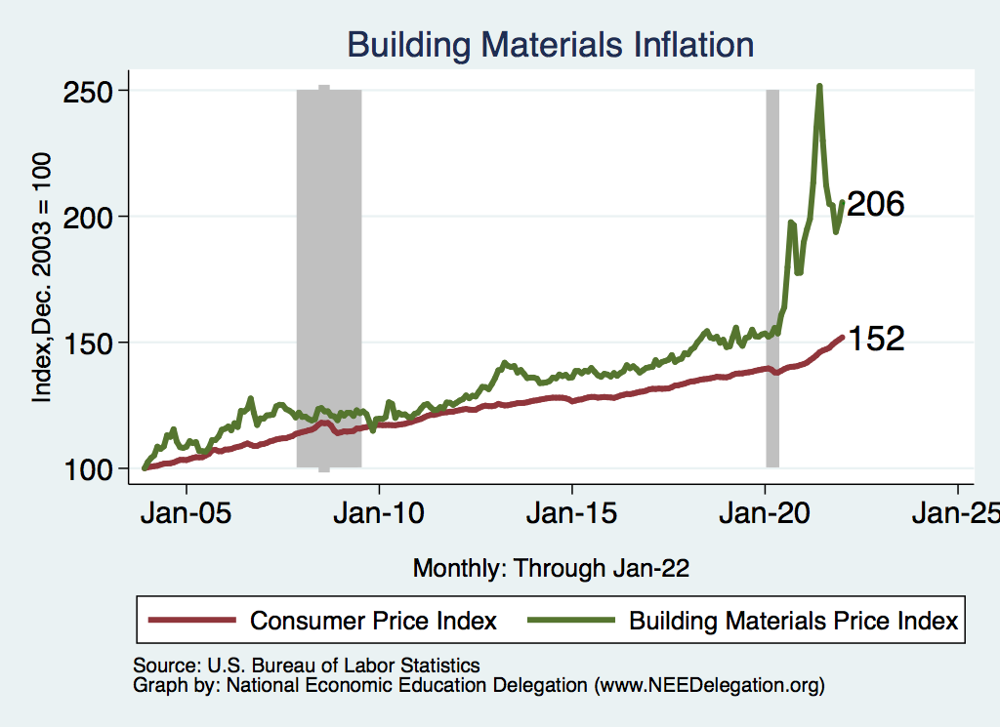 Building Materials Inflation
Index,Dec. 2003 = 100
250
200
150
100
206
152
Jan-05 Jan-10 Jan-15 Jan-20 Jan-25
Monthly: Through Jan-22
Consumer Price Index Building Materials Price Index
Source: U.S. Bureau of Labor Statistics
Graph by: National Economic Education Delegation (www.NEEDelegation.org)